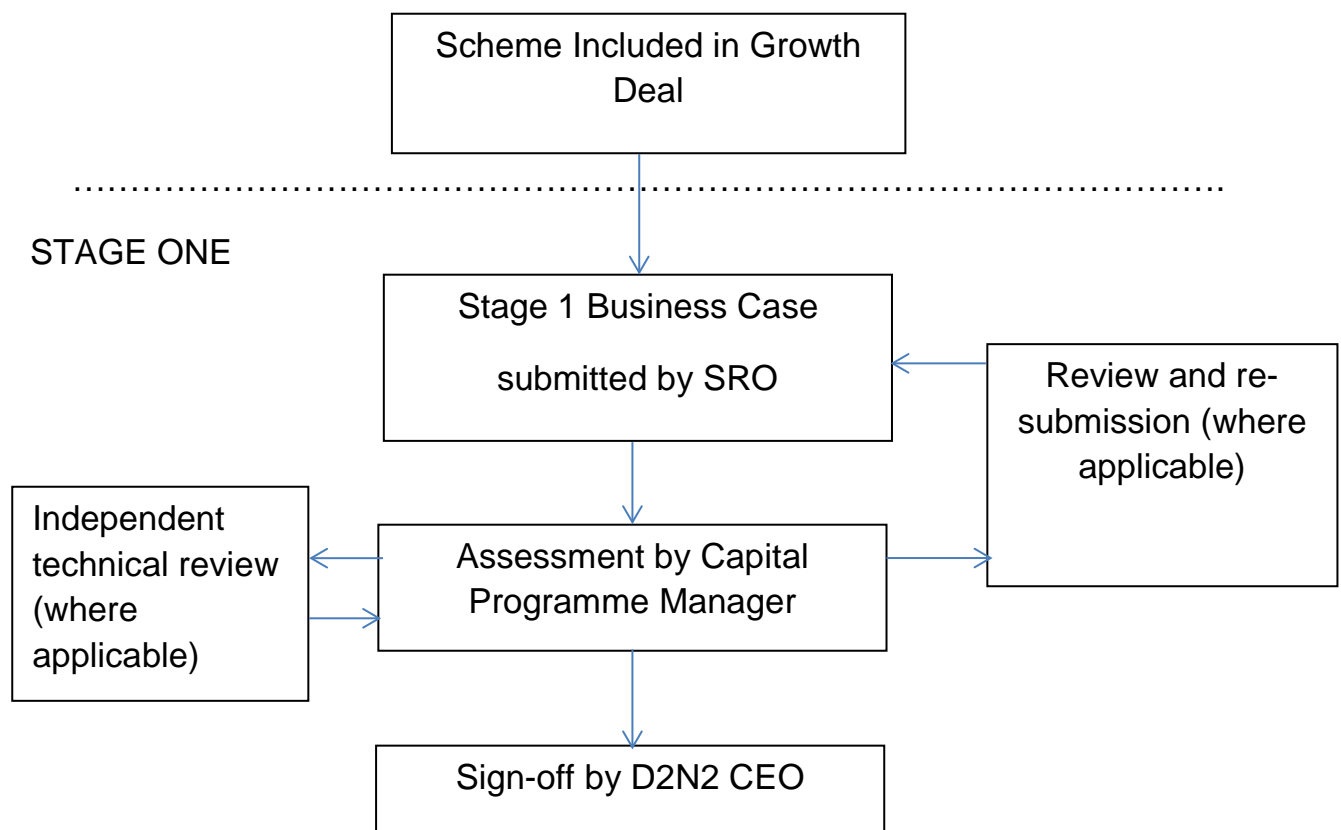 Scheme Included in Growth
Deal
STAGE ONE
Stage 1 Business Case
submitted by SRO
Review and re-
submission (where
applicable)
Independent
technical review
(where
applicable)
Assessment by Capital
Programme Manager
Sign-off by D2N2 CEO